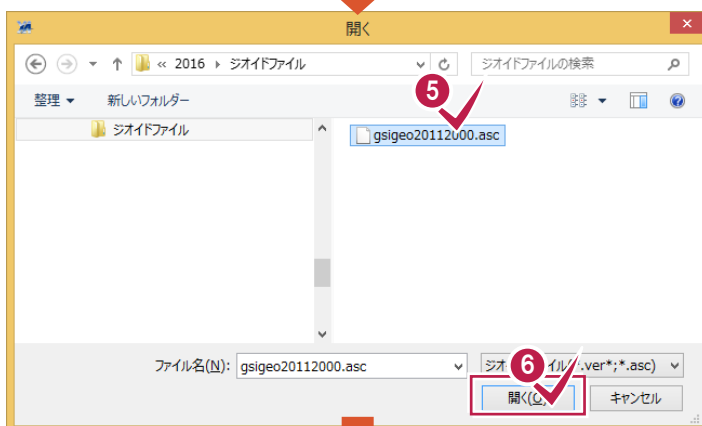 開く
« 2016 ▸ ジオイドファイル
ジオイドファイルの検索
整理 ▼ 新しいフォルダー
5
ジオイドファイル
gsigeo20112000.asc
ファイル名(N): gsigeo20112000.asc
6
開く(O)
キャンセル